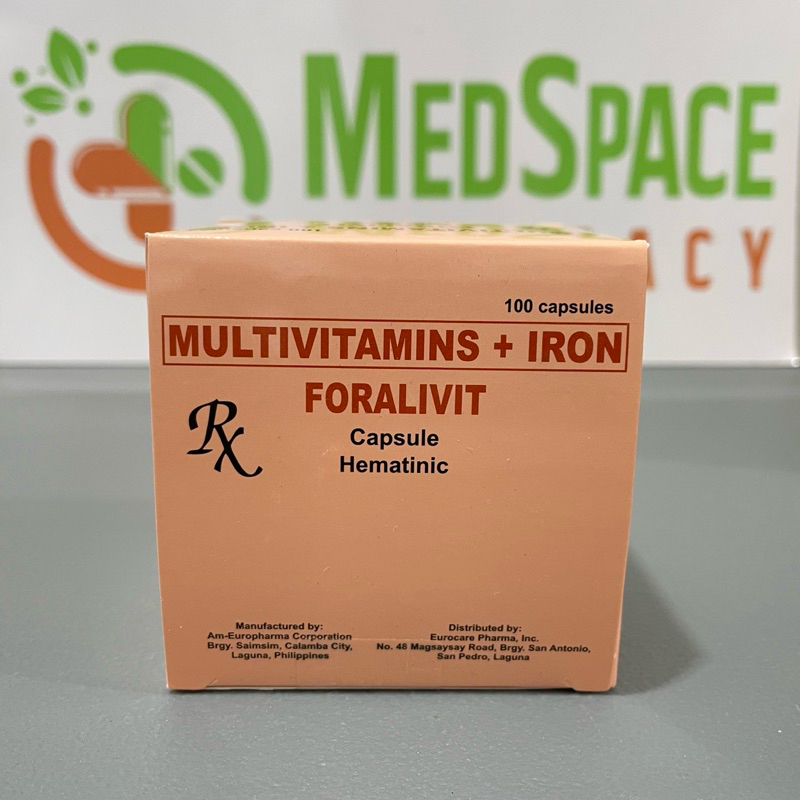 MEDSPACE
ACY
100 capsules
MULTIVITAMINS + IRON
FORALIVIT
Rx
Capsule
Hematinic
Manufactured by:
Am-Europharma Corporation
Brgy. Saimsim, Calamba City,
Laguna, Philippines
Distributed by:
Eurocare Pharma, Inc.
No. 48 Magsaysay Road, Brgy. San Antonio,
San Pedro, Laguna